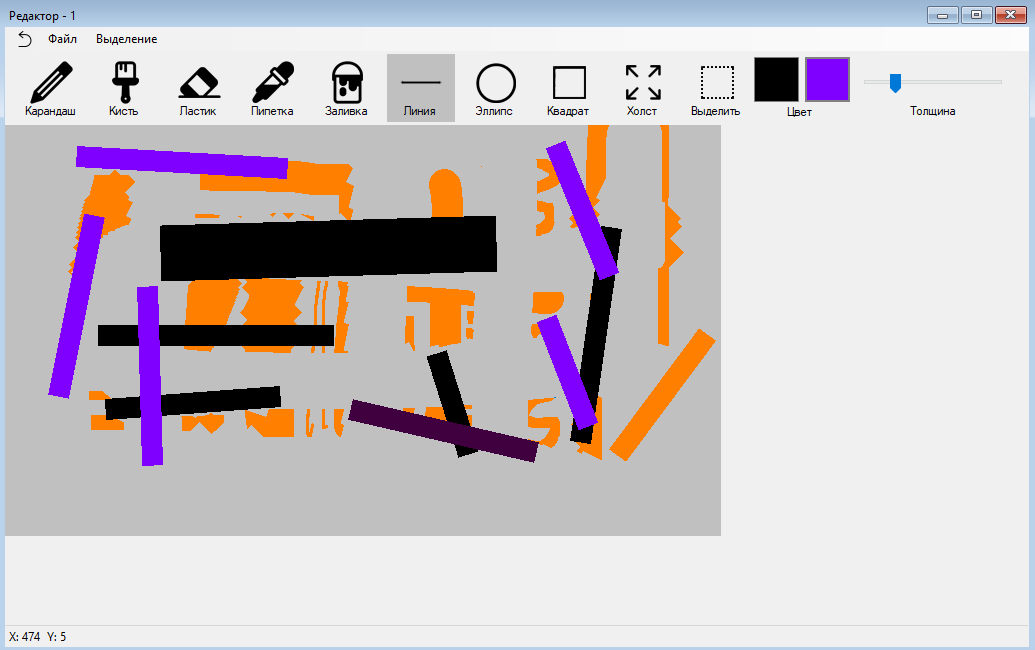 Редактор - 1
Файл Выделение
Карандаш Кисть Ластик Пипетка Заливка Линия Эллипс Квадрат Холст Выделить Цвет Толщина
X: 474 Y: 5